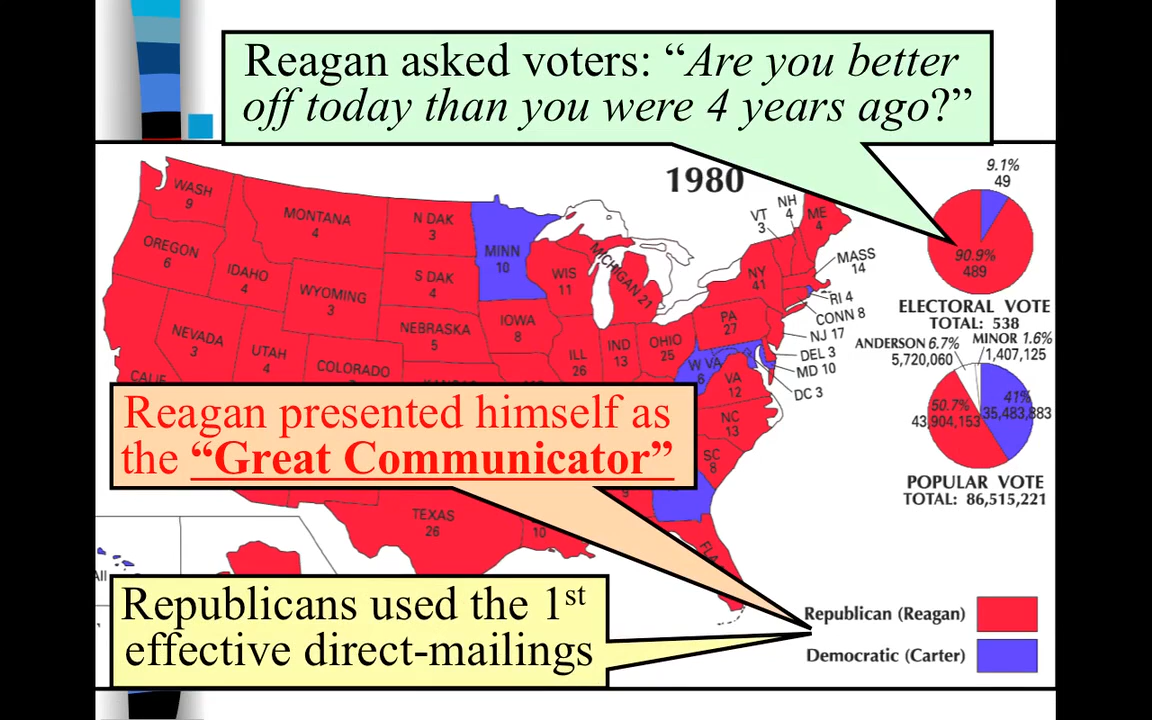 Reagan asked voters: “Are you better
off today than you were 4 years ago?”
1980
WASH
9
OREGON
6
MONTANA
4
IDAHO
4
WYOMING
3
NEVADA
3
UTAH
4
COLORADO
CALIF
N DAK
3
S DAK
4
NEBRASKA
5
MINN
10
IOWA
8
WIS
11
MICHIGAN 21
ILL
26
IND
13
OHIO
25
W VA
6
VA
12
PA
27
NY
41
VT
3
NH
4
ME
4
MASS
14
RI 4
CONN 8
NJ 17
DEL 3
MD 10
DC 3
NC
13
SC
8
9
TEXAS
26
10
FLA
9.1%
49
90.9%
489
ELECTORAL VOTE
TOTAL: 538
ANDERSON 6.7%
5,720,060
MINOR 1.6%
1,407,125
50.7%
43,904,153
41%
35,483,883
POPULAR VOTE
TOTAL: 86,515,221
Reagan presented himself as
the “Great Communicator”
Republicans used the 1st
effective direct-mailings
Republican (Reagan)
Democratic (Carter)